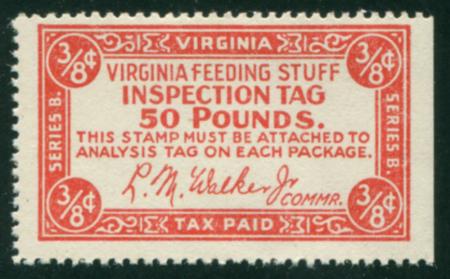 3/8¢ VIRGINIA 3/8¢
VIRGINIA FEEDING STUFF
INSPECTION TAG
50 POUNDS.
THIS STAMP MUST BE ATTACHED TO
ANALYSIS TAG ON EACH PACKAGE.
L. M. Walker Jr
COMMR.
SERIES B.
SERIES B.
3/8¢ TAX PAID 3/8¢